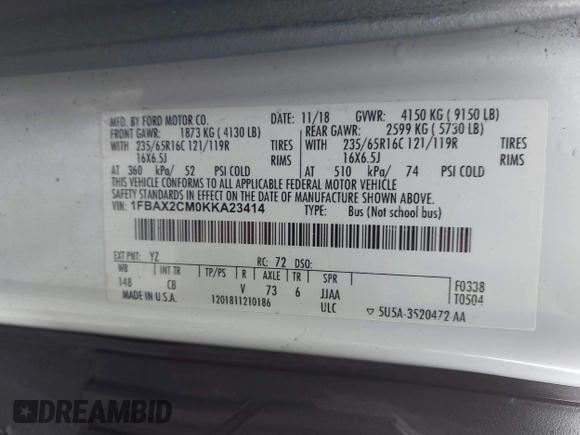 MFD. BY FORD MOTOR CO. DATE: 11/18 GVWR: 4150 KG ( 9150 LB)
FRONT GAWR: 1873 KG ( 4130 LB) REAR GAWR: 2599 KG ( 5730 LB)
WITH 235/65R16C 121/119R TIRES WITH 235/65R16C 121/119R TIRES
16X6.5J RIMS 16X6.5J RIMS
AT 360 kPa/ 52 PSI COLD AT 510 kPa/ 74 PSI COLD
THIS VEHICLE CONFORMS TO ALL APPLICABLE FEDERAL MOTOR VEHICLE
SAFETY STANDARDS IN EFFECT ON THE DATE OF MANUFACTURE SHOWN ABOVE.
VIN: 1FBAX2CM0KKA23414 TYPE: Bus (Not school bus)
EXT PNT: YZ RC: 72 DSO:
WB INT TR TP/PS R AXLE TR SPR F0338
148 CB V 73 6 JJAA T0504
MADE IN U.S.A. 1201811210186 ULC ▽ 5U5A-3520472-AA
DREAMBID